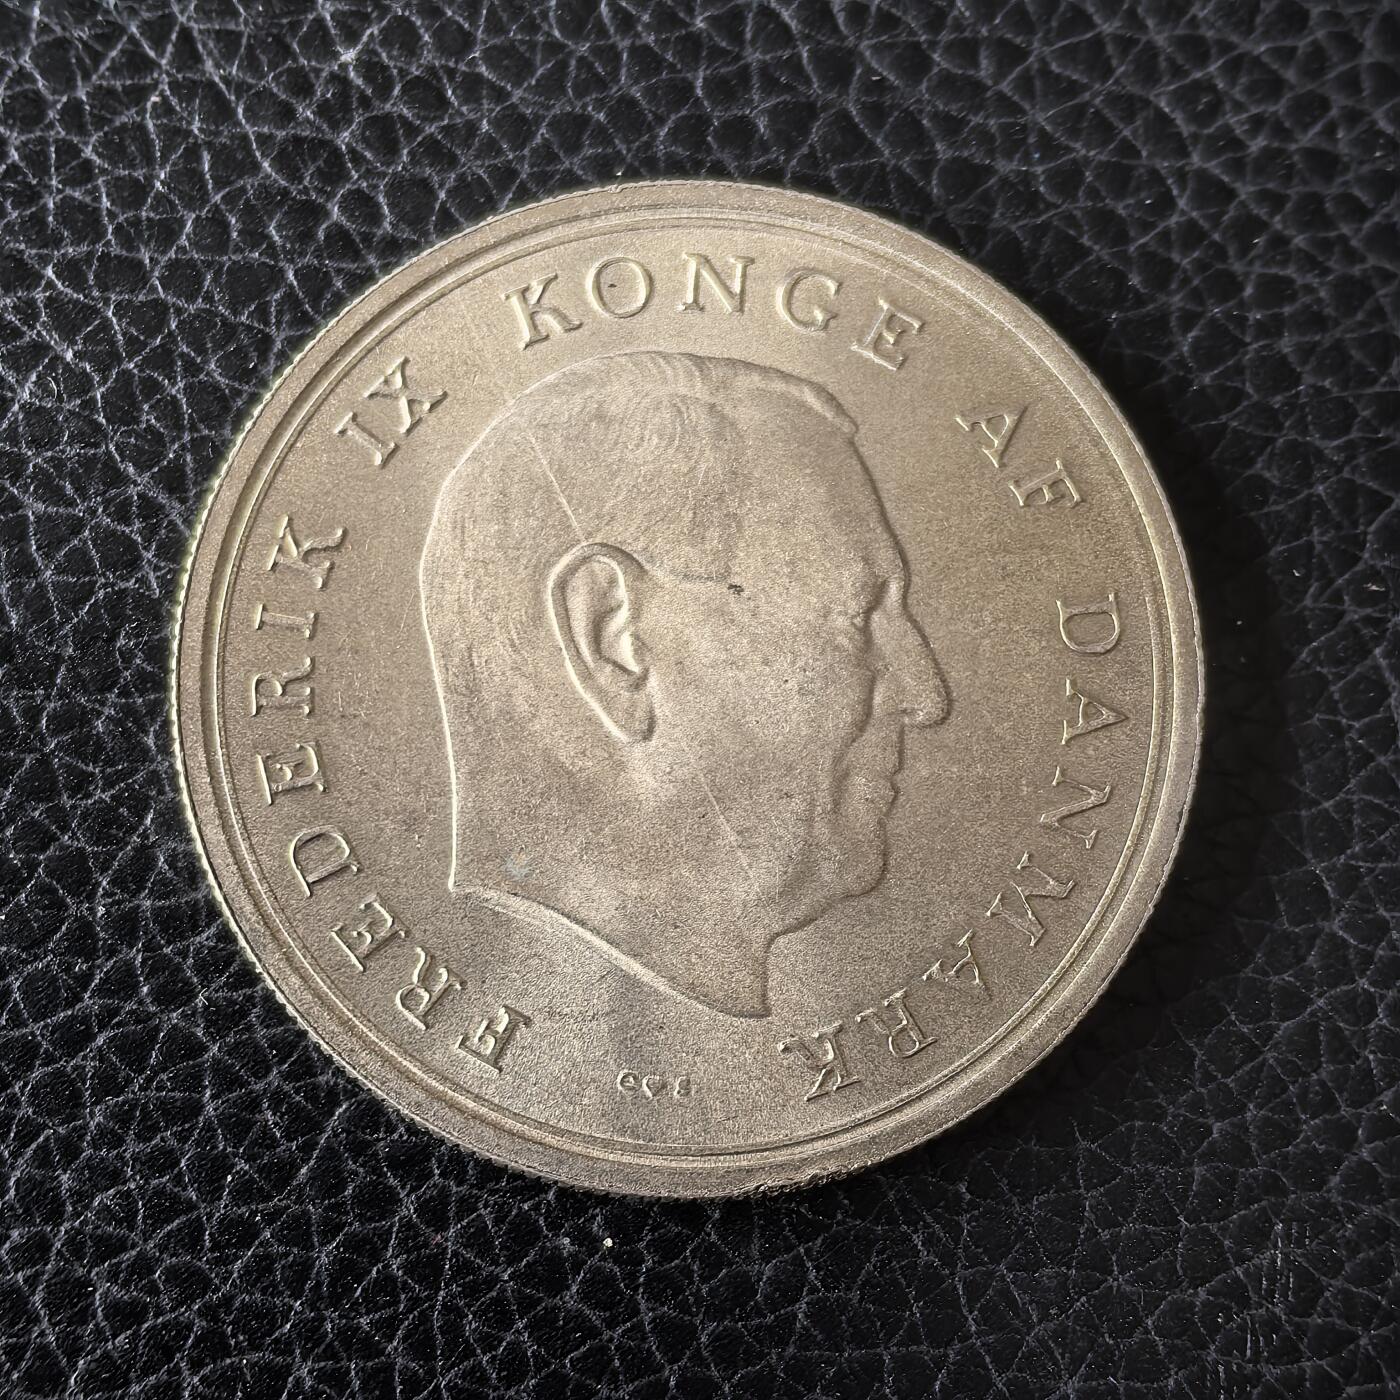 FREDERIK IX KONGE AF DANMARK